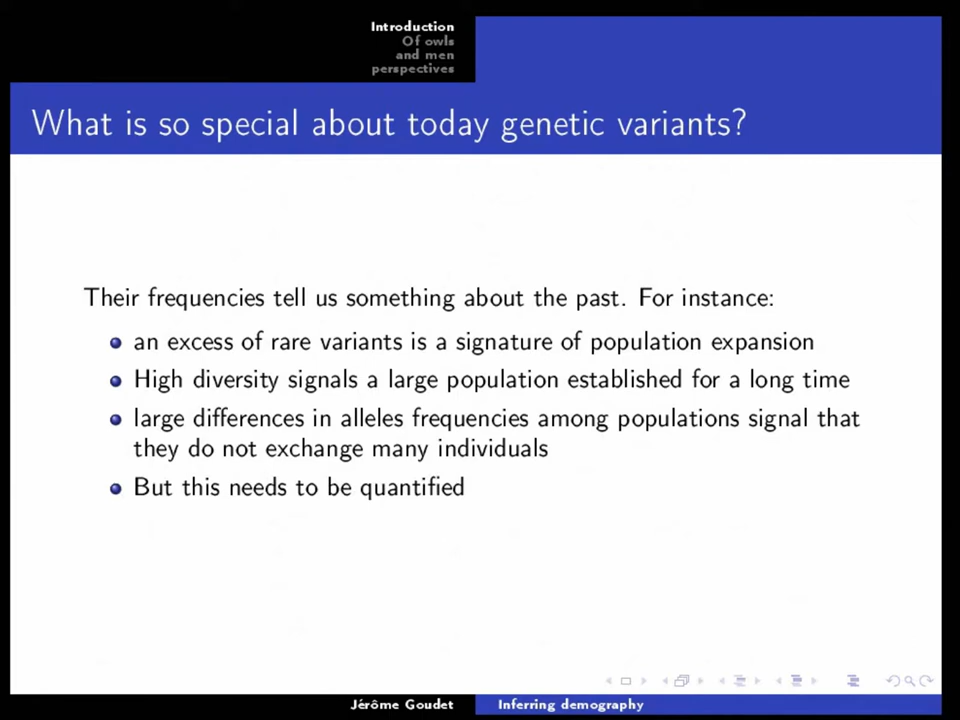 Introduction
Of owls
and men
perspectives
What is so special about today genetic variants?
Their frequencies tell us something about the past. For instance:
an excess of rare variants is a signature of population expansion
High diversity signals a large population established for a long time
large differences in alleles frequencies among populations signal that
they do not exchange many individuals
But this needs to be quantified
Jérôme Goudet
Inferring demography